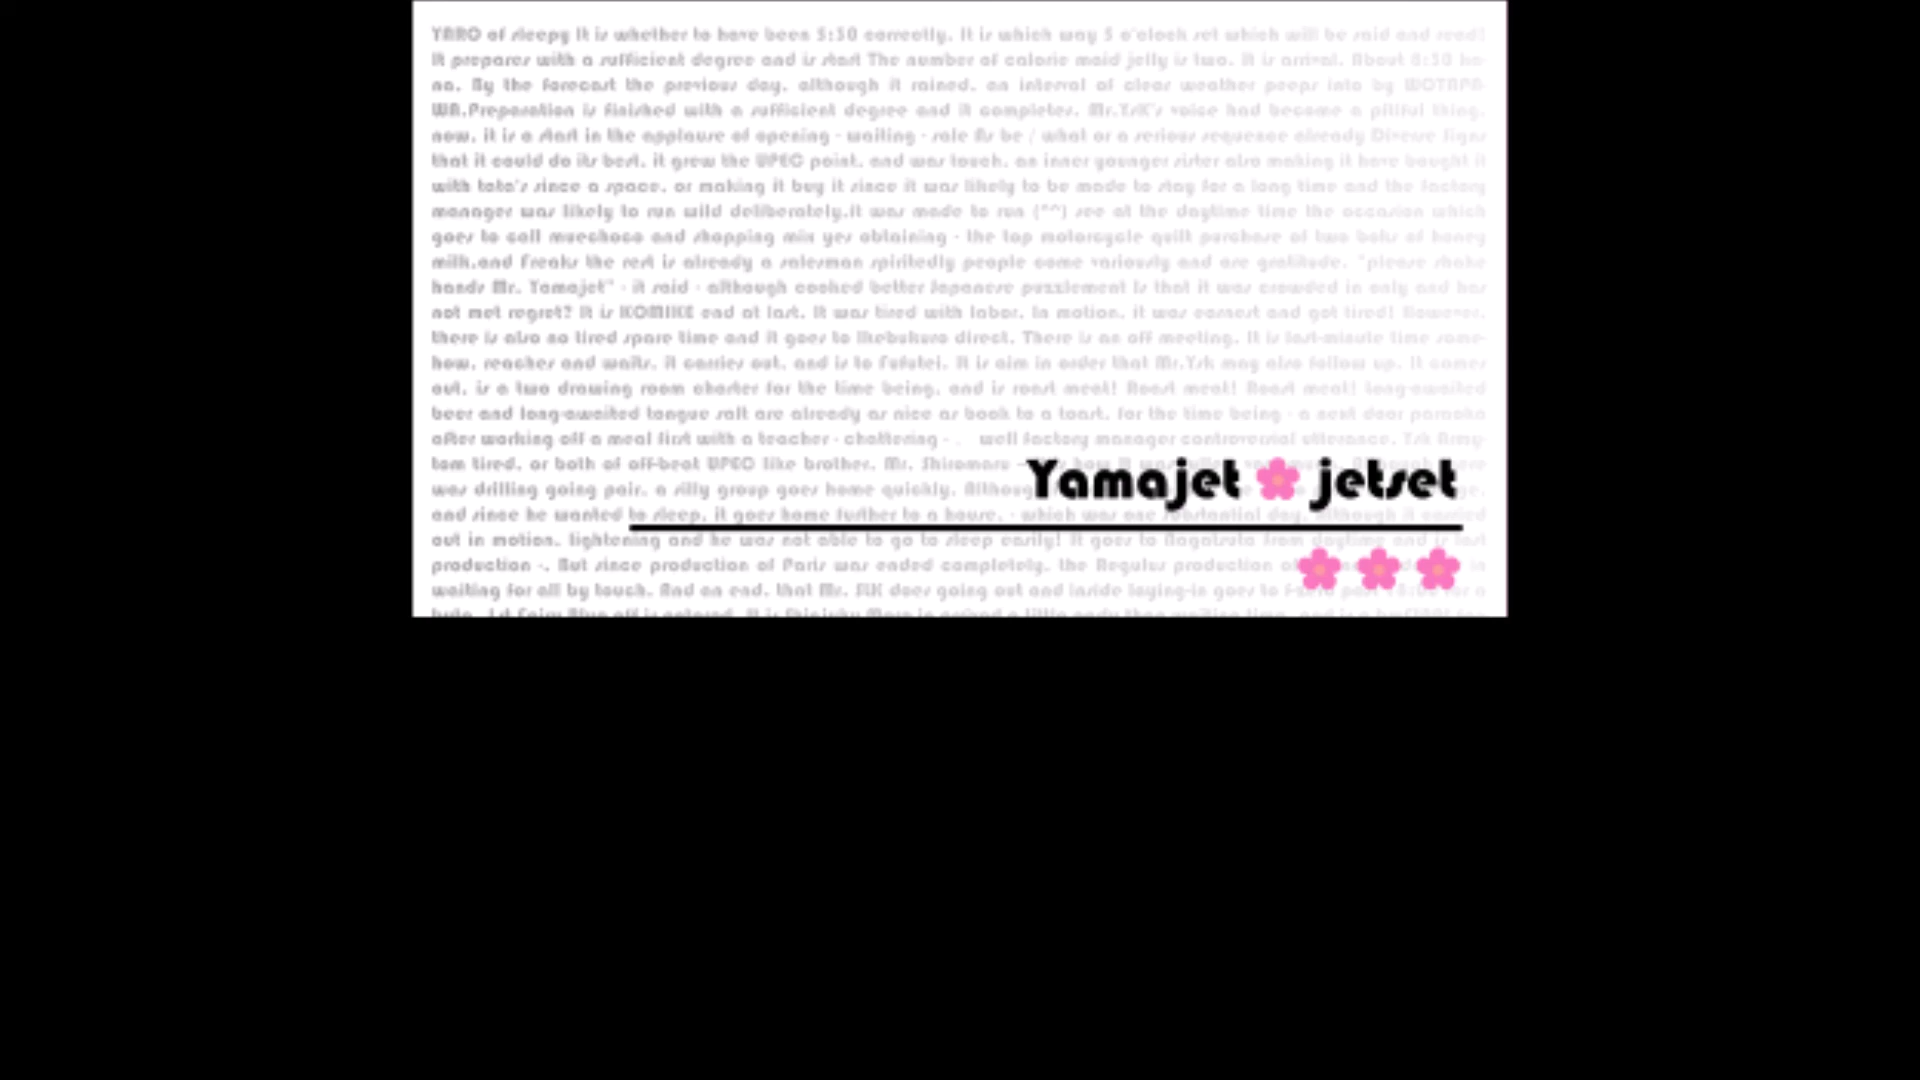 YARO of sleepy It is whether to have been 5:30 correctly. It is which way 5 o'clock set which will be said and read!
It prepares with a sufficient degree and is start The number of calorie maid jelly is two. It is arrival. About 8:30 ha-
na. By the forecast the previous day, although it rained, an interval of clear weather peeps into by WOTAPA-
WA.Preparation is finished with a sufficient degree and it completes. Mr.YsK's voice had become a pitiful thing.
now, it is a start in the applause of opening - waiting - sale As be / what or a serious sequence already Diverse Signs
that it could do its best, it grew the UPEC point, and was touch, an inner younger sister also making it have bought it
with toto's since a space, or making it buy it since it was likely to be made to stay for a long time and the factory
manager was likely to run wild deliberately.it was made to run (^^) see at the daytime time the occasion which
goes to call muechoco and shopping mix yes obtaining - the top motorcycle quilt purchase of two bots of honey
milk.and Freaks the rest is already a salesman spiritedly people come variously and are gratitude. "please shake
hands Mr. Yamajet" - it said - although cooked better Japanese puzzlement Is that it was crowded in only and has
not met regret? It is KOMIKE end at last. It was tired with labor. In motion, it was earnest and got tired! However,
there is also no tired spare time and it goes to Ikebukuro direct. There is an off meeting. It is last-minute time some-
how, reaches and waits, it carries out, and is to Fufutei. It is aim in order that Mr.Ysk may also follow up. It comes
out, is a two drawing room charter for the time being, and is roast meat! Roast meat! Roast meat! long-awaited
beer and long-awaited tongue salt are already as nice as book to a toast. for the time being - a next door
after working off a meal first with a teacher - chattering - . well factory manager controversial utterance. Ysk
tom tired, or both of off-beat UPEC like brother, Mr. Shiromaru
was drilling going pair, a silly group goes home quickly.
and since he wanted to sleep, it goes home further to a house. - which was one substantial day, although it carried
out in motion, lightening and he was not able to go to sleep easily! It goes to Nagatsuta from daytime and is last
production -. But since production of Paris was ended completely, the Regulus production
waiting for all by touch. And an end, that Mr. SIK does going out and inside laying-in goes to
Yamajet jetset